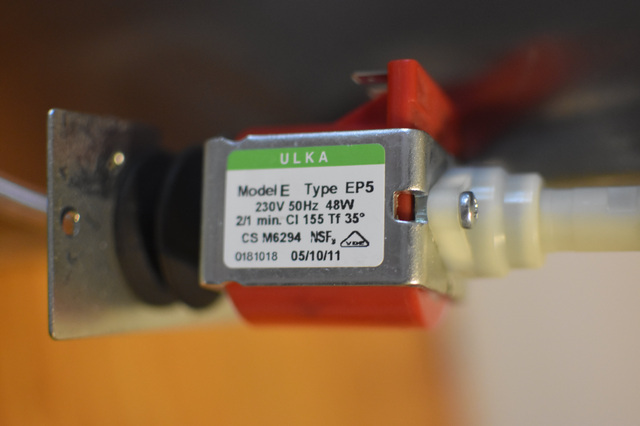 ULKA
Model E Type EP5
230V 50Hz 48W
2/1 min. Cl 155 Tf 35°
CS M6294 NSF® VDE
0181018 05/10/11